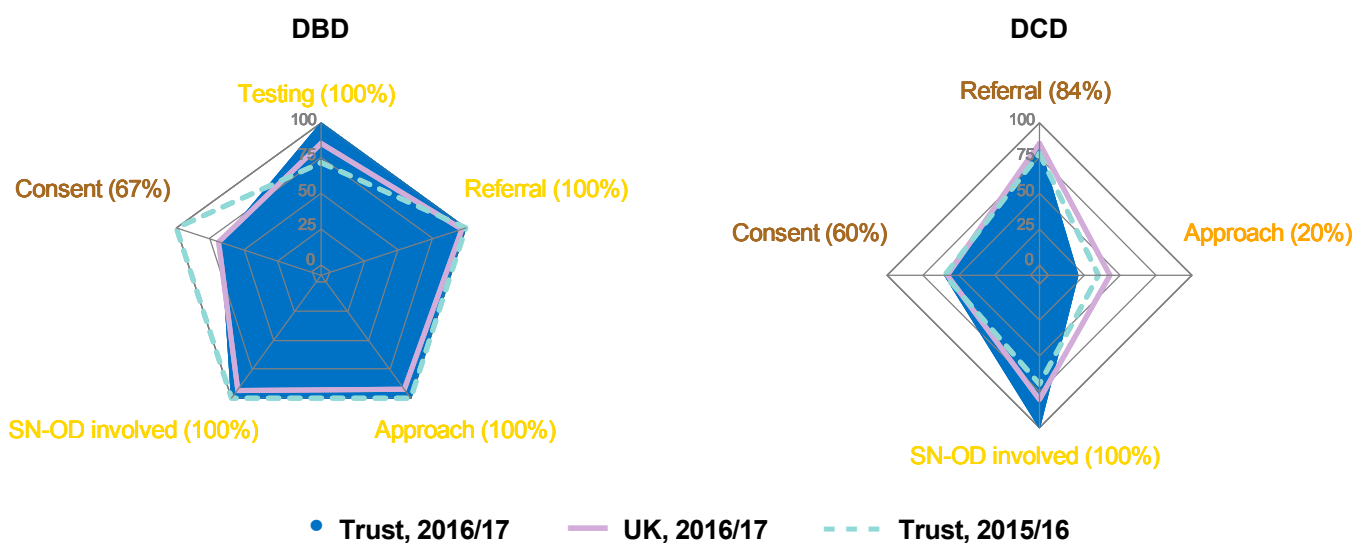 DBD
Testing (100%)
100
75
50
25
0
Consent (67%)
Referral (100%)
SN-OD involved (100%)
Approach (100%)
DCD
Referral (84%)
100
75
50
25
0
Consent (60%)
Approach (20%)
SN-OD involved (100%)
Trust, 2016/17
UK, 2016/17
Trust, 2015/16